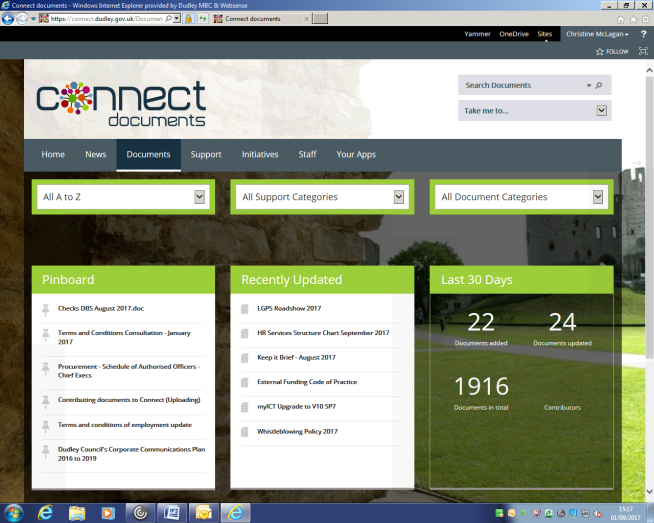 Connect documents - Windows Internet Explorer provided by Dudley MBC & Websense
https://connect.dudley.gov.uk/Documen
Connect documents
Yammer OneDrive Sites Christine McLagan ?
FOLLOW
connect
documents
Search Documents
Take me to...
Home News Documents Support Initiatives Staff Your Apps
All A to Z
All Support Categories
All Document Categories
Pinboard
Checks DBS August 2017.doc
Terms and Conditions Consultation - January
2017
Procurement - Schedule of Authorised Officers -
Chief Execs
Contributing documents to Connect (Uploading)
Terms and conditions of employment update
Dudley Council's Corporate Communications Plan
2016 to 2019
Recently Updated
LGPS Roadshow 2017
HR Services Structure Chart September 2017
Keep it Brief - August 2017
External Funding Code of Practice
myICT Upgrade to V10 SP7
Whistleblowing Policy 2017
Last 30 Days
22
Documents added
24
Documents updated
1916
Documents in total
Contributors
15:17
01/09/2017